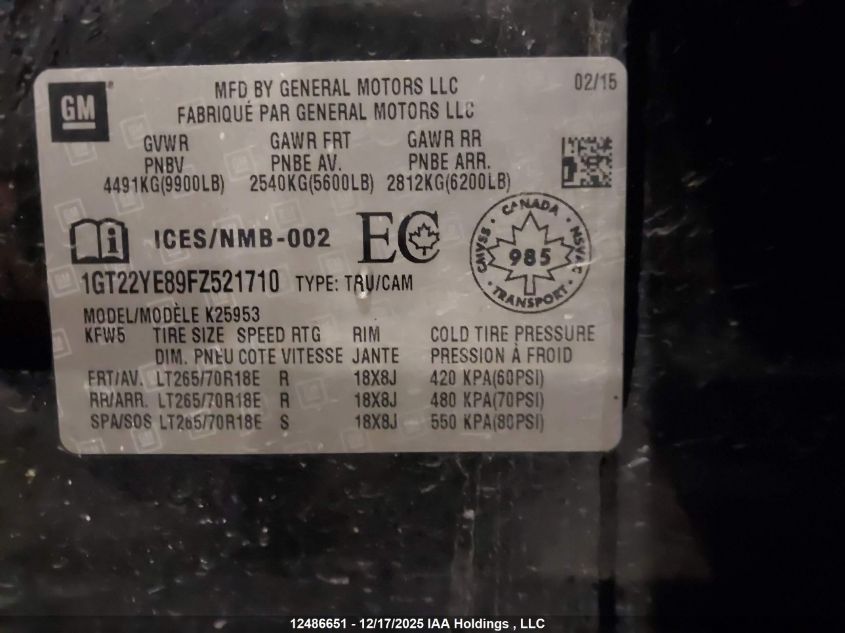 GM
MFD BY GENERAL MOTORS LLC
02/15
FABRIQUÉ PAR GENERAL MOTORS LLC
GVWR GAWR FRT GAWR RR
PNBV PNBE AV. PNBE ARR.
4491KG(9900LB) 2540KG(5600LB) 2812KG(6200LB)
ICES/NMB-002 EC
CANADA
CMVSS 985 NSVAC
TRANSPORT
1GT22YE89FZ521710 TYPE: TRU/CAM
MODEL/MODÈLE K25953
KFW5 TIRE SIZE SPEED RTG RIM COLD TIRE PRESSURE
DIM. PNEU COTE VITESSE JANTE PRESSION À FROID
FRT/AV. LT265/70R18E R 18X8J 420 KPA(60PSI)
RR/ARR. LT265/70R18E R 18X8J 480 KPA(70PSI)
SPA/SOS LT265/70R18E S 18X8J 550 KPA(80PSI)
12486651 - 12/17/2025 IAA Holdings , LLC